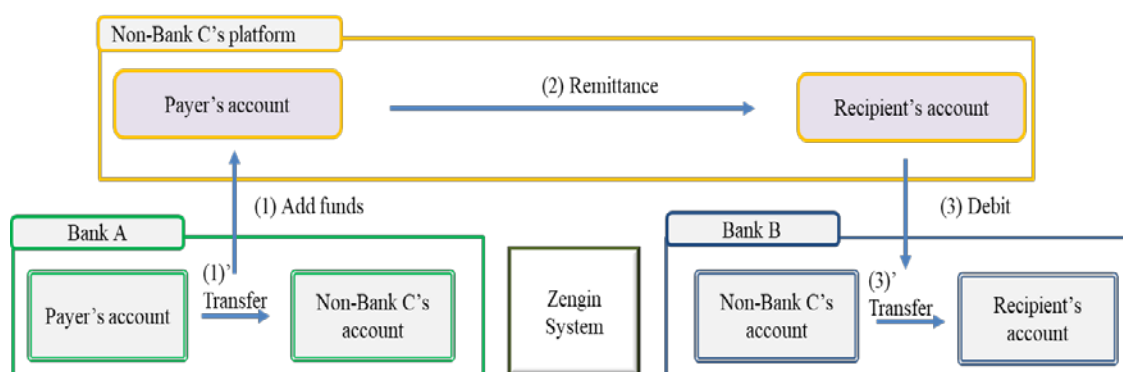 Non-Bank C’s platform
Payer’s account
(2) Remittance
Recipient’s account
(1) Add funds
(3) Debit
Bank A
Bank B
Payer’s account
(1)’
Transfer
Non-Bank C’s
account
Zengin
System
Non-Bank C’s
account
(3)’
Transfer
Recipient’s
account